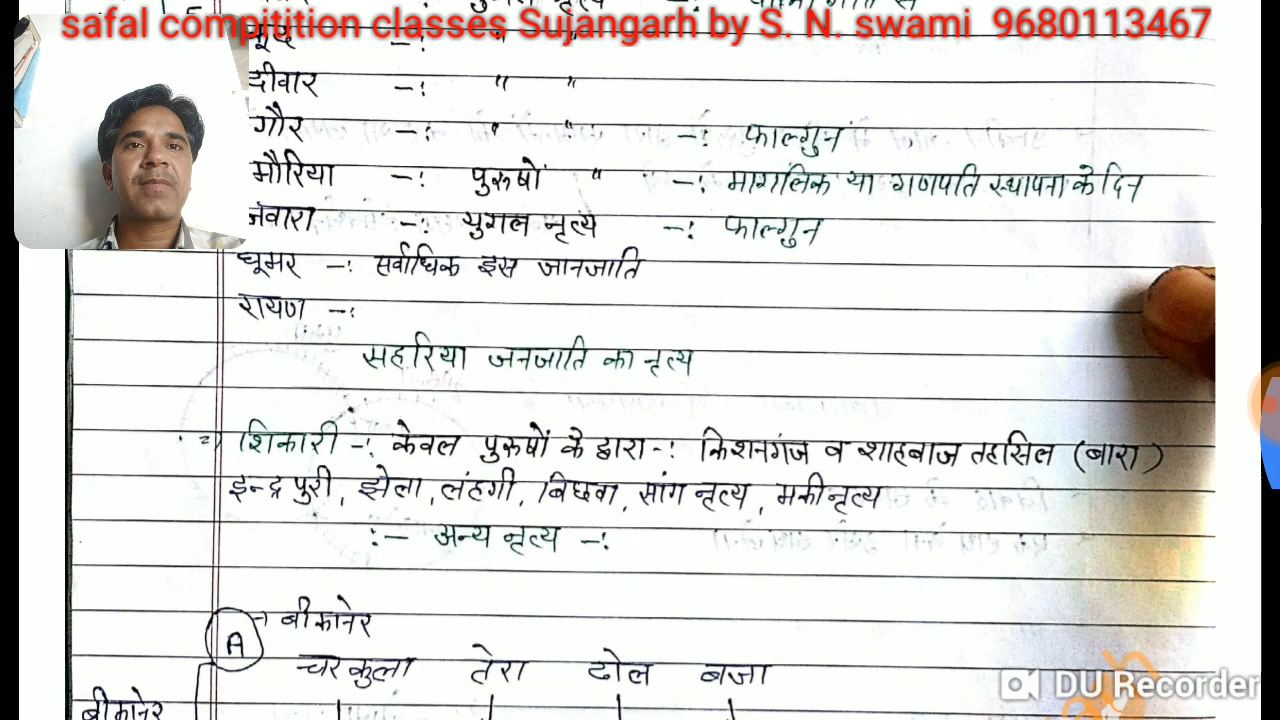 safal compitition classes Sujangarh by S. N. swami 9680113467
दीवार -: " "
गौर -: " " -: फाल्गुन
मौरिया -: पुरूषों " -: मागलिक या गणपति स्थापना के दिन
जवारा -: युगल नृत्य -: फाल्गुन
घूमर -: सर्वाधिक इस जानजाति
रायण -:
सहरिया जनजाति का नृत्य
=) शिकारी -: केवल पुरूषों के द्वारा -: किशनगंज व शाहबाज तहसिल (बारा)
इन्द्रपुरी, झेला, लंहगी, बिछवा, सांग नृत्य, मकी नृत्य
:- अन्य नृत्य -:
A -) बीकानेर
चरकुला तेरा ढोल बजा
बीकानेर
DU Recorder